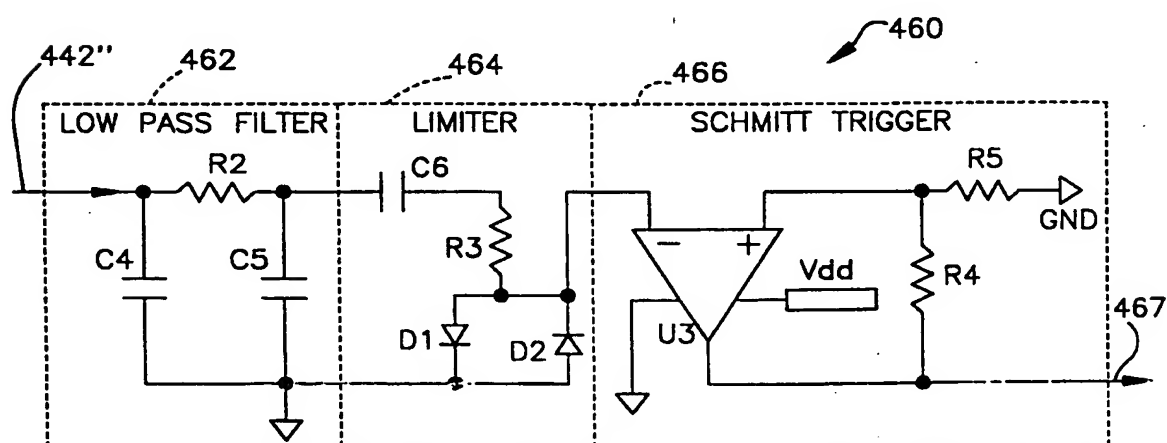 460
442"
462
464
466
LOW PASS FILTER
LIMITER
SCHMITT TRIGGER
R2
C6
R5
GND
C4
C5
R3
R4
− +
Vdd
U3
D1
D2
467